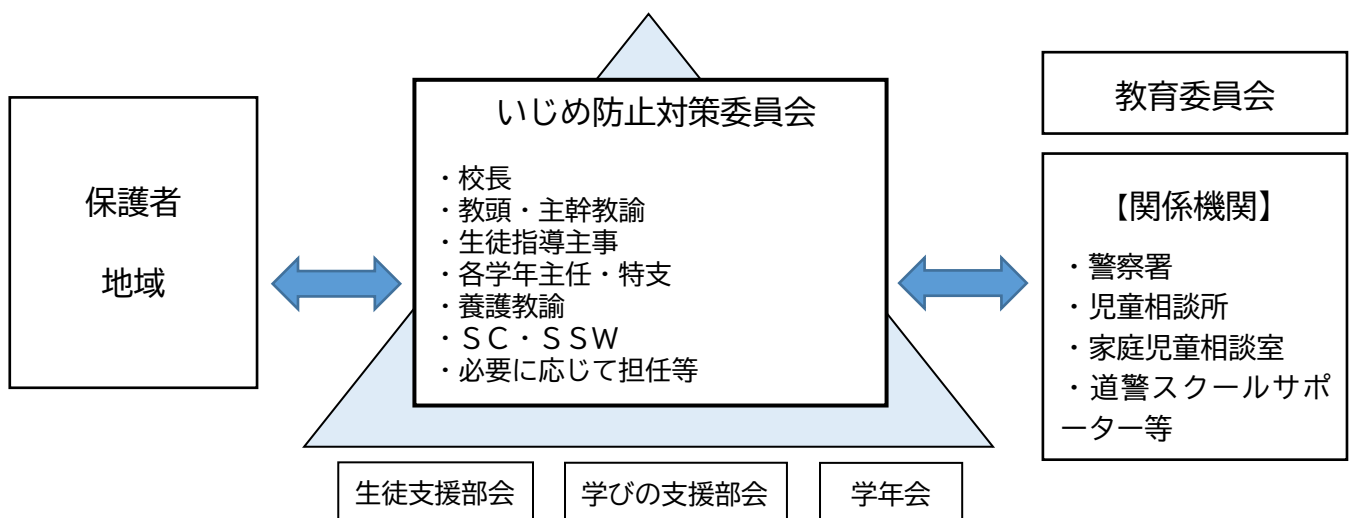 保護者
地域
いじめ防止対策委員会
・校長
・教頭・主幹教諭
・生徒指導主事
・各学年主任・特支
・養護教諭
・ＳＣ・ＳＳＷ
・必要に応じて担任等
教育委員会
【関係機関】
・警察署
・児童相談所
・家庭児童相談室
・道警スクールサポ
ーター等
生徒支援部会
学びの支援部会
学年会